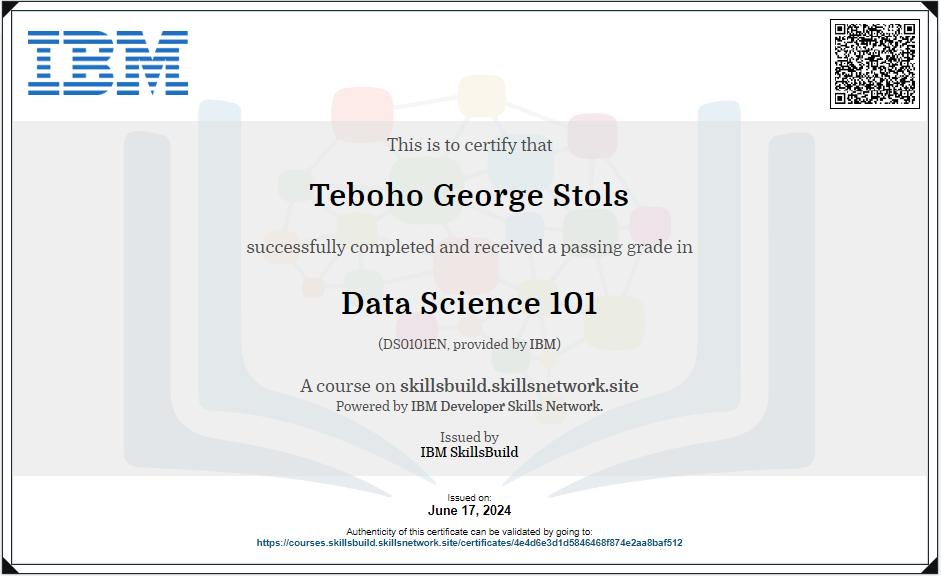 IBM
This is to certify that
Teboho George Stols
successfully completed and received a passing grade in
Data Science 101
(DS0101EN, provided by IBM)
A course on skillsbuild.skillsnetwork.site
Powered by IBM Developer Skills Network.
Issued by
IBM SkillsBuild
Issued on:
June 17, 2024
Authenticity of this certificate can be validated by going to:
https://courses.skillsbuild.skillsnetwork.site/certificates/4e4d6e3d1d5846468f874e2aa8baf512